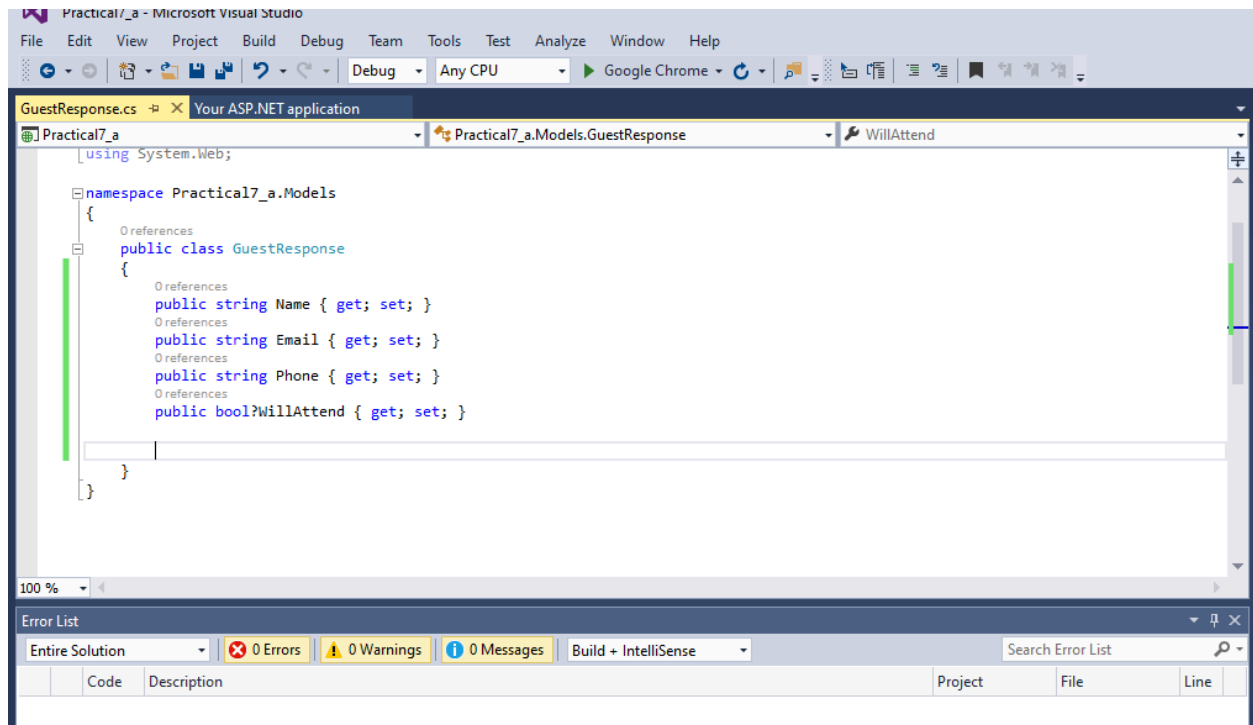 Practical7_a - Microsoft Visual Studio
File Edit View Project Build Debug Team Tools Test Analyze Window Help
Debug Any CPU Google Chrome
GuestResponse.cs Your ASP.NET application
Practical7_a Practical7_a.Models.GuestResponse WillAttend
using System.Web;
namespace Practical7_a.Models
{
0 references
public class GuestResponse
{
0 references
public string Name { get; set; }
0 references
public string Email { get; set; }
0 references
public string Phone { get; set; }
0 references
public bool?WillAttend { get; set; }
}
}
100 %
Error List
Entire Solution 0 Errors 0 Warnings 0 Messages Build + IntelliSense Search Error List
Code Description Project File Line